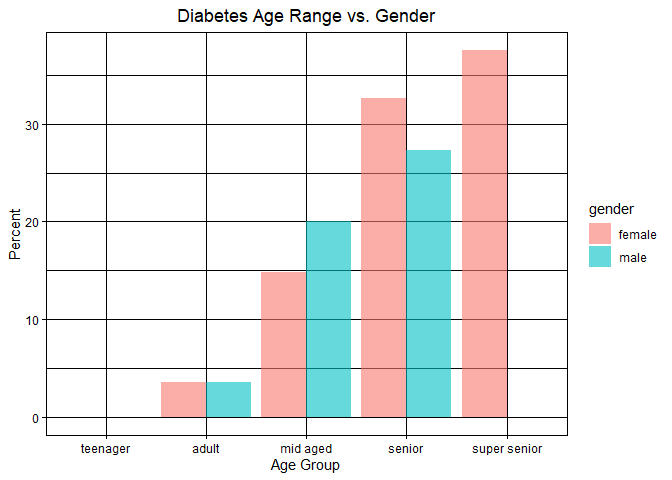 Diabetes Age Range vs. Gender
Percent
30
20
10
0
teenager adult mid aged senior super senior
Age Group
gender
female
male